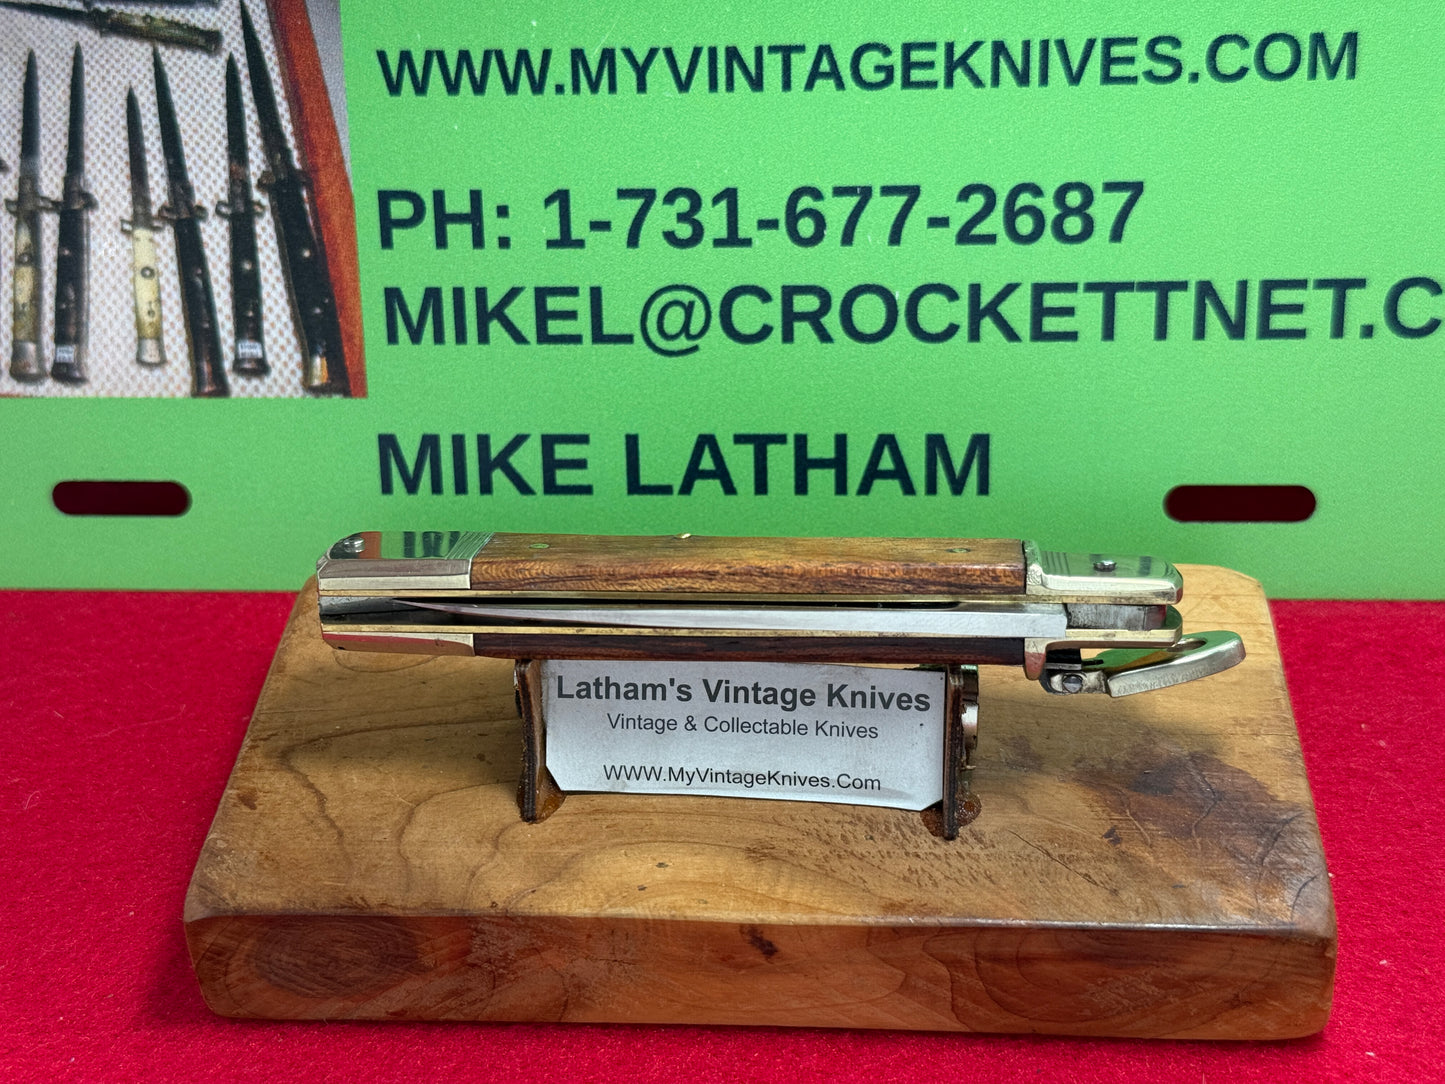 WWW.MYVINTAGEKNIVES.COM
PH: 1-731-677-2687
MIKEL@CROCKETTNET.C
MIKE LATHAM
Latham's Vintage Knives
Vintage & Collectable Knives
WWW.MyVintageKnives.Com